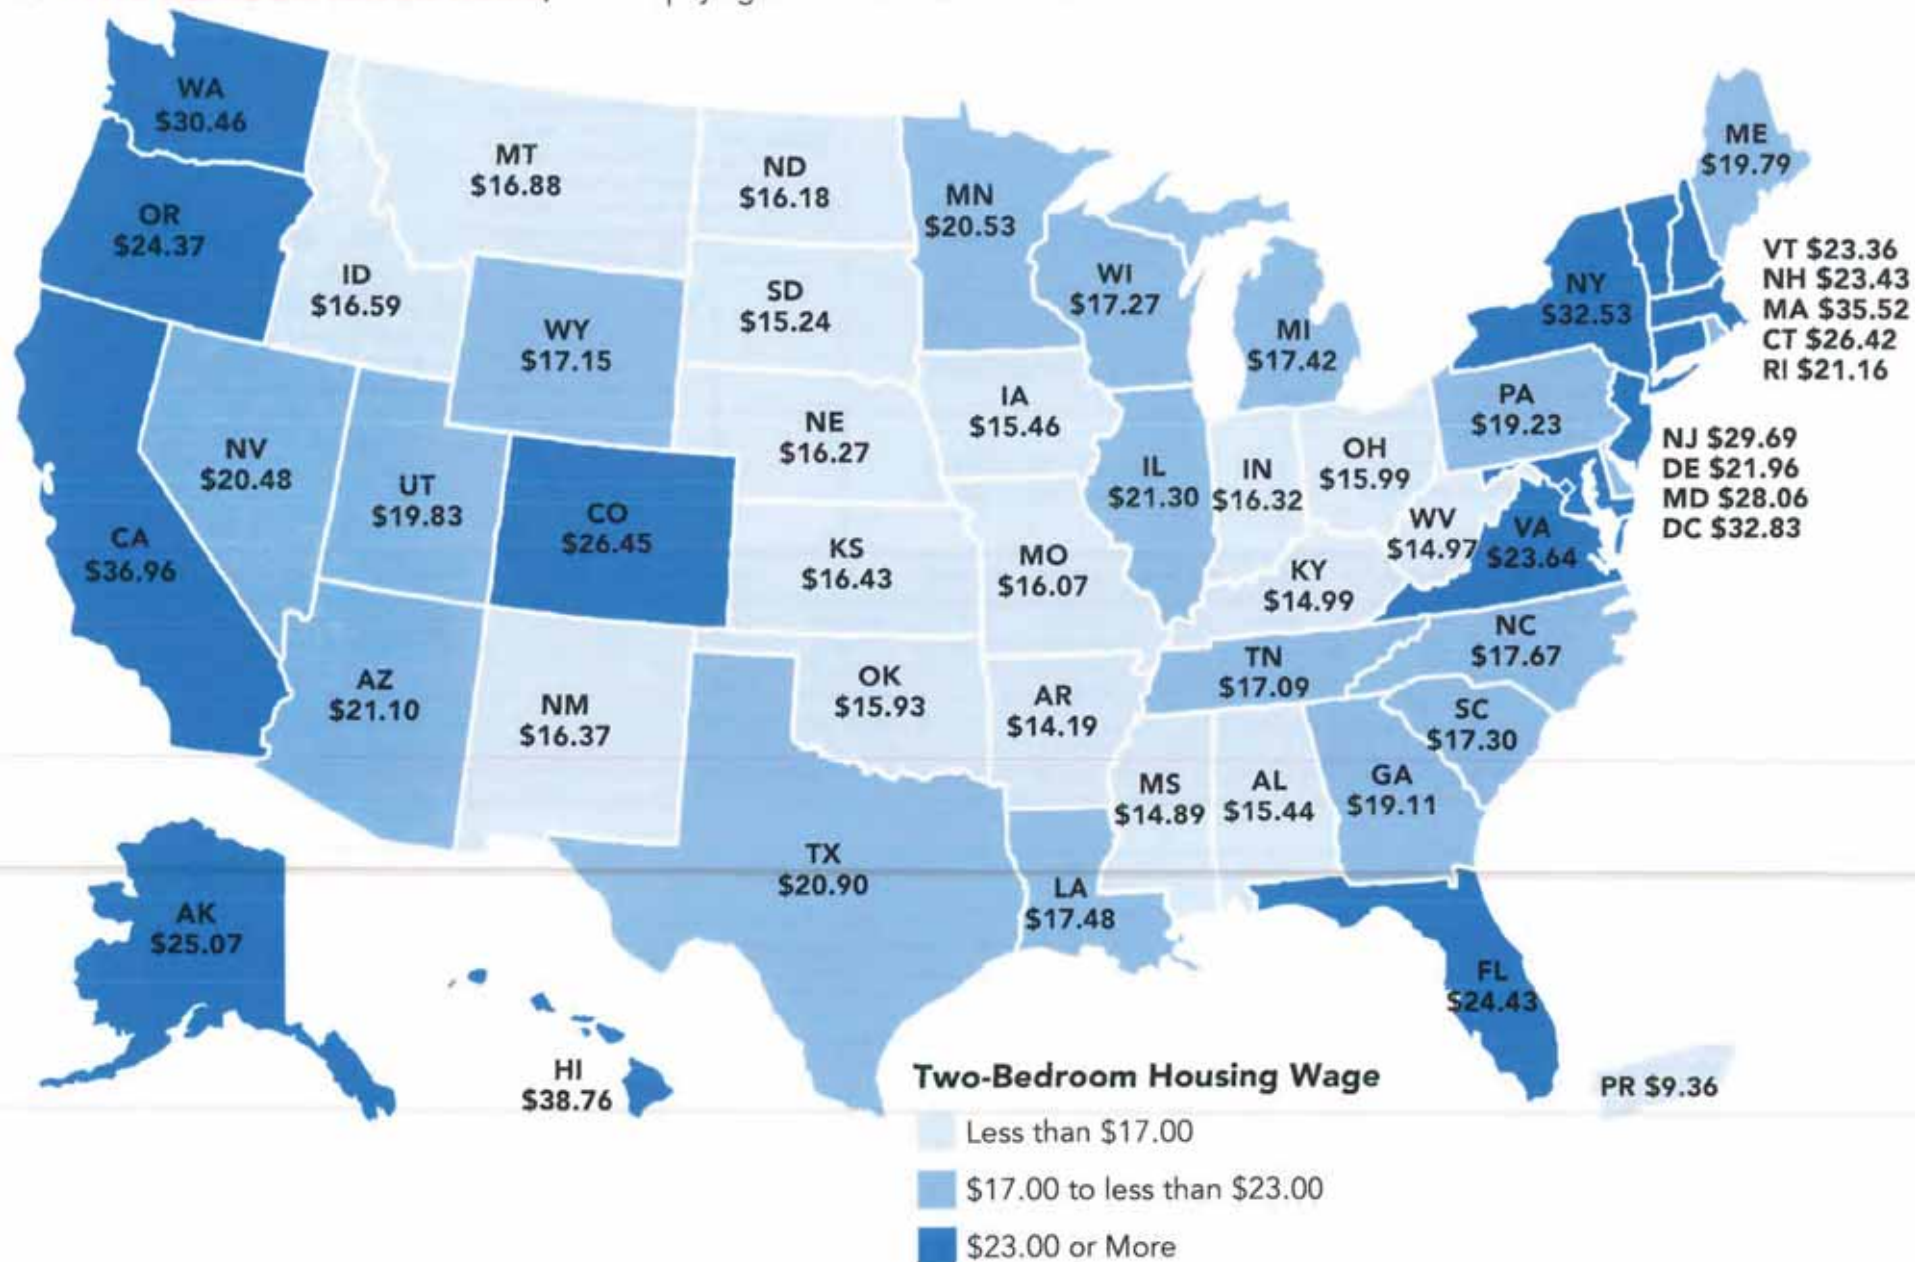 WA
$30.46
OR
$24.37
CA
$36.96
NV
$20.48
ID
$16.59
MT
$16.88
WY
$17.15
UT
$19.83
CO
$26.45
AZ
$21.10
NM
$16.37
ND
$16.18
SD
$15.24
NE
$16.27
KS
$16.43
OK
$15.93
TX
$20.90
MN
$20.53
IA
$15.46
MO
$16.07
AR
$14.19
LA
$17.48
WI
$17.27
IL
$21.30
MI
$17.42
IN
$16.32
OH
$15.99
KY
$14.99
TN
$17.09
MS
$14.89
AL
$15.44
GA
$19.11
FL
$24.43
SC
$17.30
NC
$17.67
VA
$23.64
WV
$14.97
PA
$19.23
NY
$32.53
ME
$19.79
VT $23.36
NH $23.43
MA $35.52
CT $26.42
RI $21.16
NJ $29.69
DE $21.96
MD $28.06
DC $32.83
AK
$25.07
HI
$38.76
PR $9.36
Two-Bedroom Housing Wage
Less than $17.00
$17.00 to less than $23.00
$23.00 or More